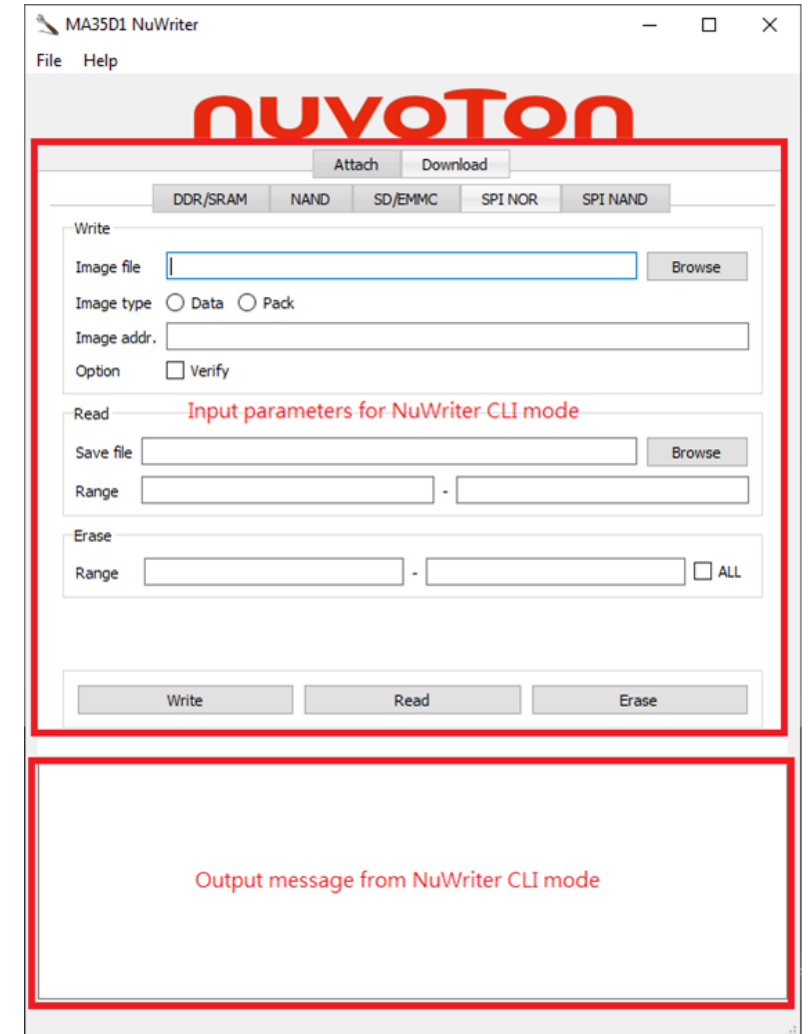 MA35D1 NuWriter
File Help
nuvoTon
Attach Download
DDR/SRAM NAND SD/EMMC SPI NOR SPI NAND
Write
Image file Browse
Image type Data Pack
Image addr.
Option Verify
Read Input parameters for NuWriter CLI mode
Save file Browse
Range -
Erase
Range - ALL
Write Read Erase
Output message from NuWriter CLI mode